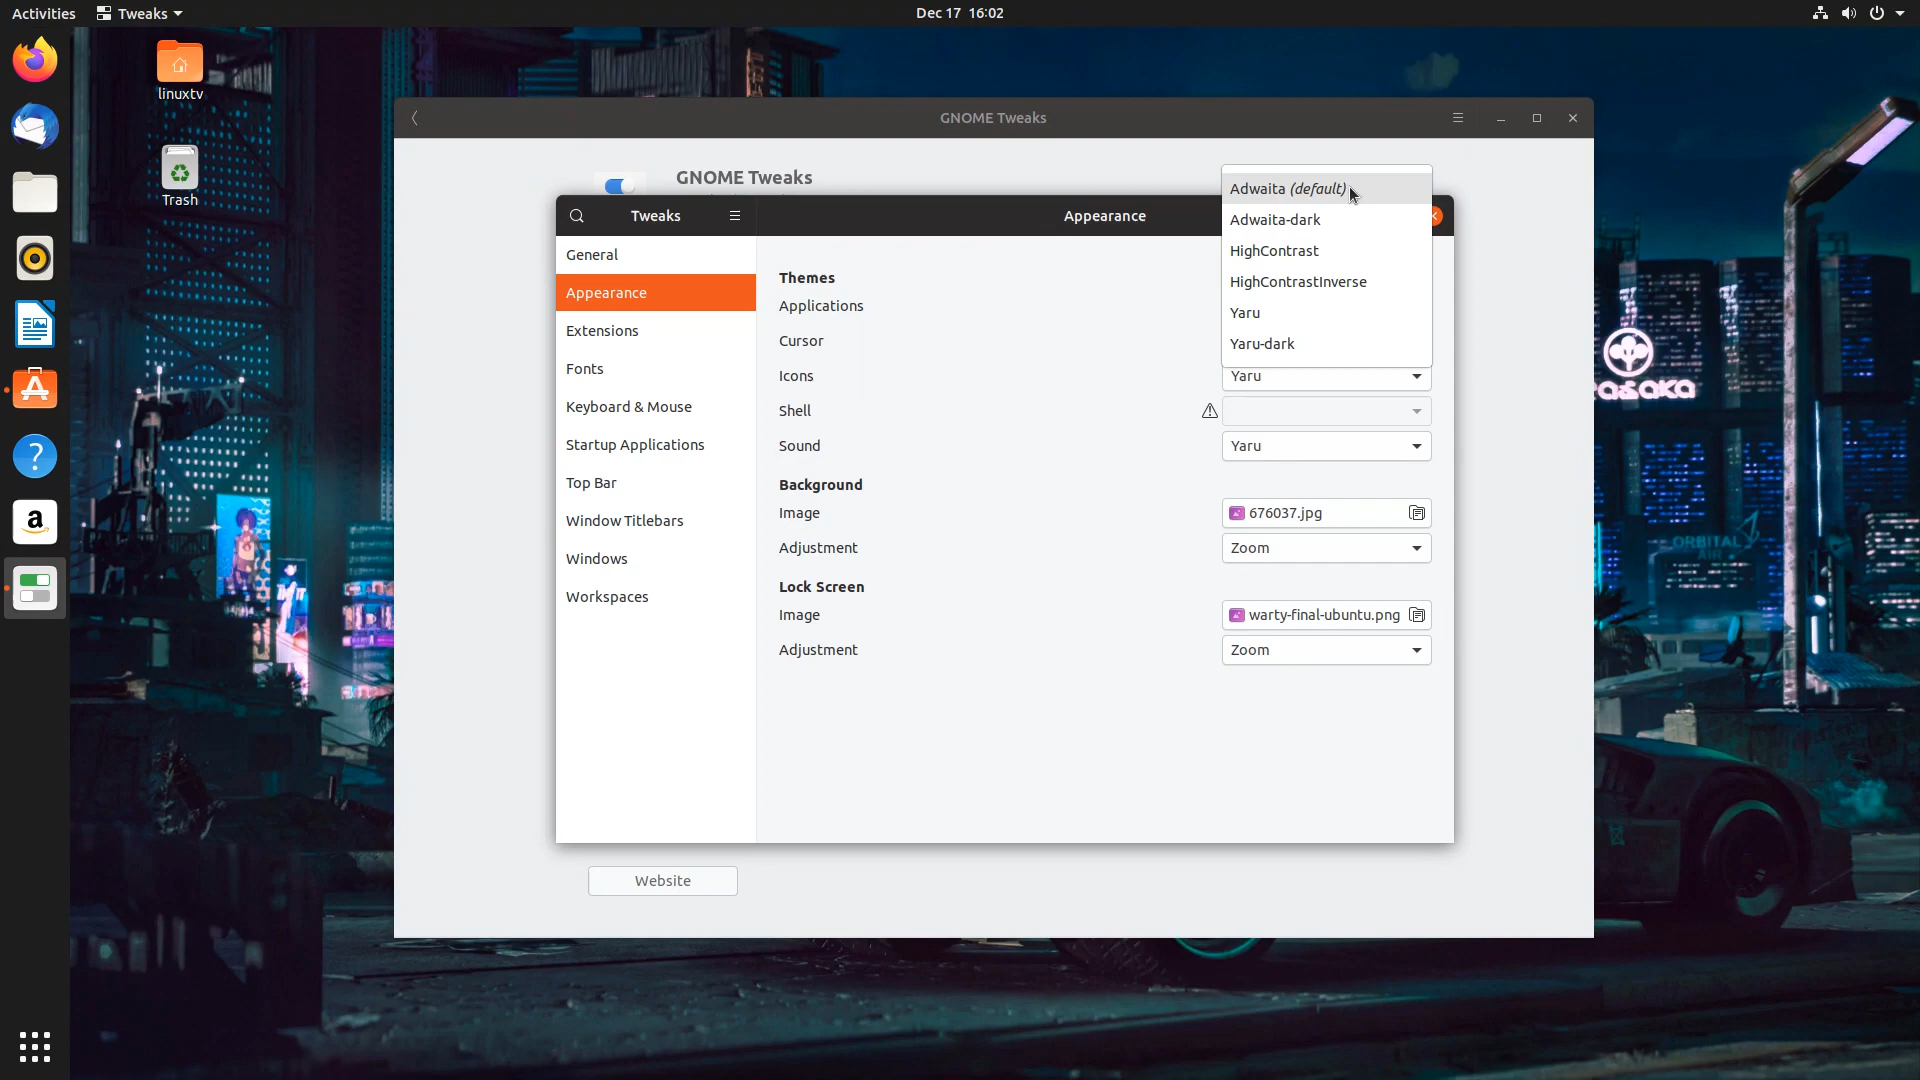 Activities
Tweaks
Dec 17 16:02
linuxtv
Trash
GNOME Tweaks
GNOME Tweaks
Tweaks
Appearance
General
Appearance
Extensions
Fonts
Keyboard & Mouse
Startup Applications
Top Bar
Window Titlebars
Windows
Workspaces
Themes
Applications
Cursor
Icons
Yaru
Shell
Sound
Yaru
Background
Image
676037.jpg
Adjustment
Zoom
Lock Screen
Image
warty-final-ubuntu.png
Adjustment
Zoom
Adwaita (default)
Adwaita-dark
HighContrast
HighContrastInverse
Yaru
Yaru-dark
Website
asaka
ORBITAL
AIR
?
a